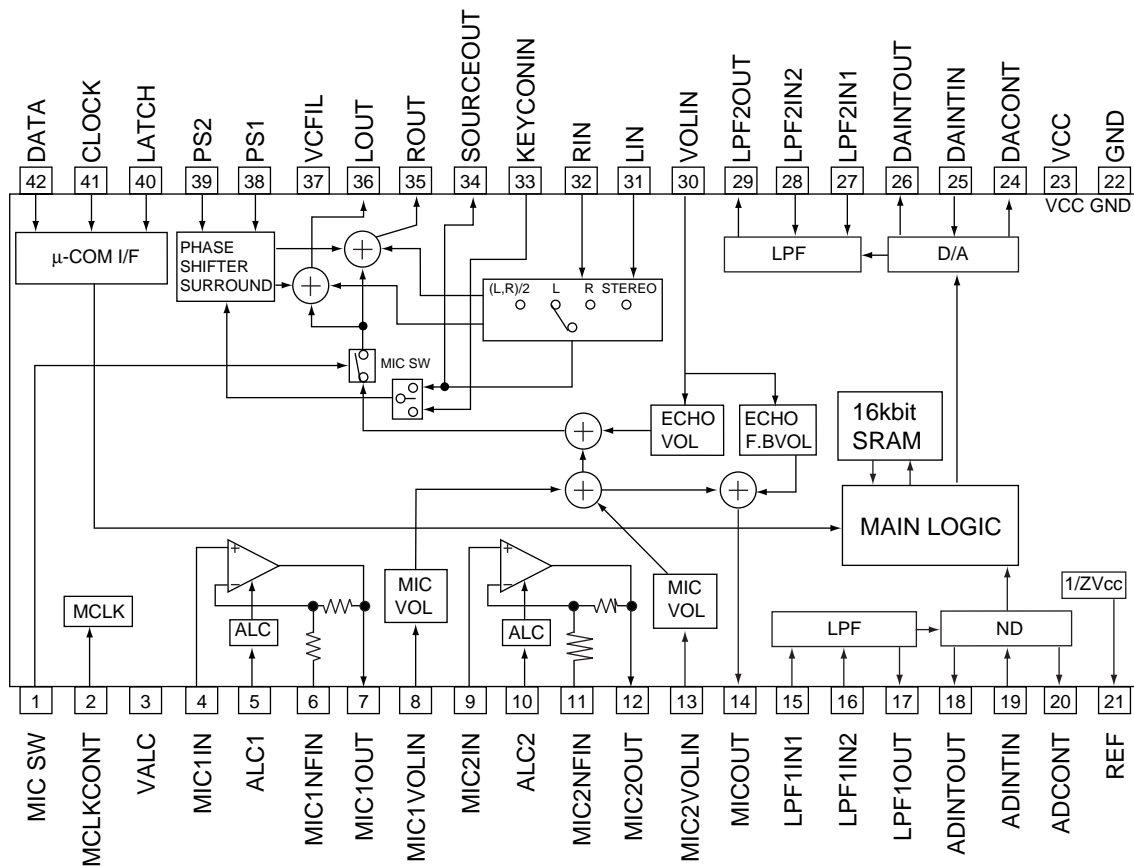 DATA
CLOCK
LATCH
PS2
PS1
VCFIL
LOUT
ROUT
SOURCEOUT
KEYCONIN
RIN
LIN
VOLIN
LPF2OUT
LPF2IN2
LPF2IN1
DAINTOUT
DAINTIN
DACONT
VCC
GND
42
41
40
39
38
37
36
35
34
33
32
31
30
29
28
27
26
25
24
23
22
VCC GND
μ-COM I/F
PHASE
SHIFTER
SURROUND
+
+
(L,R)/2
L
R
STEREO
LPF
D/A
MIC SW
+
ECHO
VOL
ECHO
F.BVOL
16kbit
SRAM
+
+
MAIN LOGIC
MCLK
+
−
ALC
MIC
VOL
+
−
ALC
MIC
VOL
LPF
ND
1/ZVcc
1
2
3
4
5
6
7
8
9
10
11
12
13
14
15
16
17
18
19
20
21
MIC SW
MCLKCONT
VALC
MIC1IN
ALC1
MIC1NFIN
MIC1OUT
MIC1VOLIN
MIC2IN
ALC2
MIC2NFIN
MIC2OUT
MIC2VOLIN
MICOUT
LPF1IN1
LPF1IN2
LPF1OUT
ADINTOUT
ADINTIN
ADCONT
REF